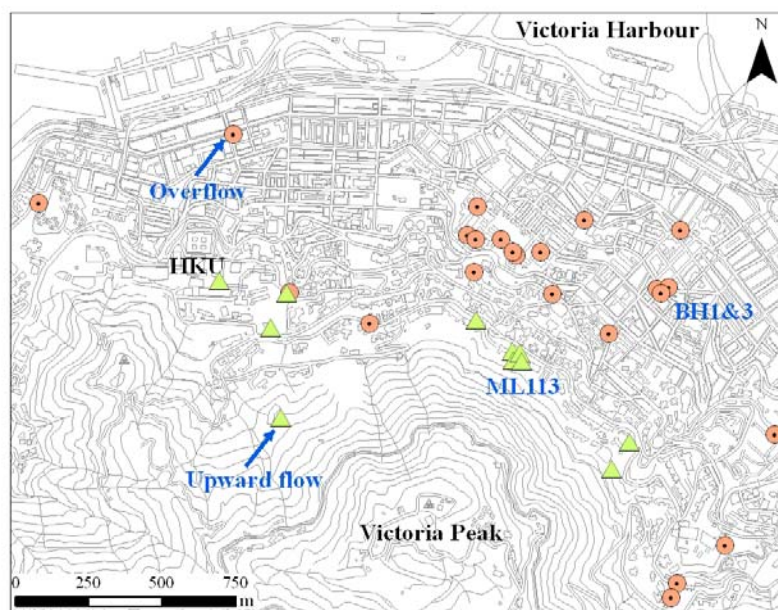 Victoria Harbour
N
Overflow
HKU
BH1&3
ML113
Upward flow
Victoria Peak
0 250 500 750
m